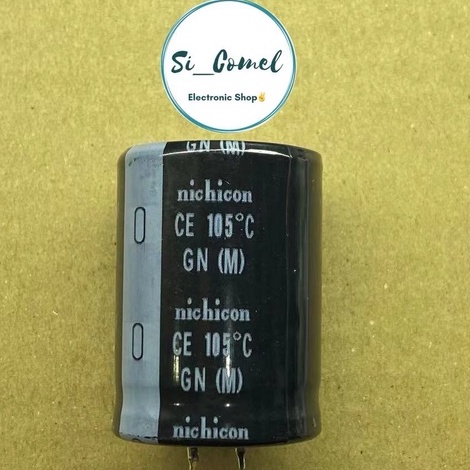 Si_Comel
Electronic Shop✌
GN (M)
nichicon
CE 105°C
GN (M)
nichicon
CE 105°C
GN (M)
nichicon